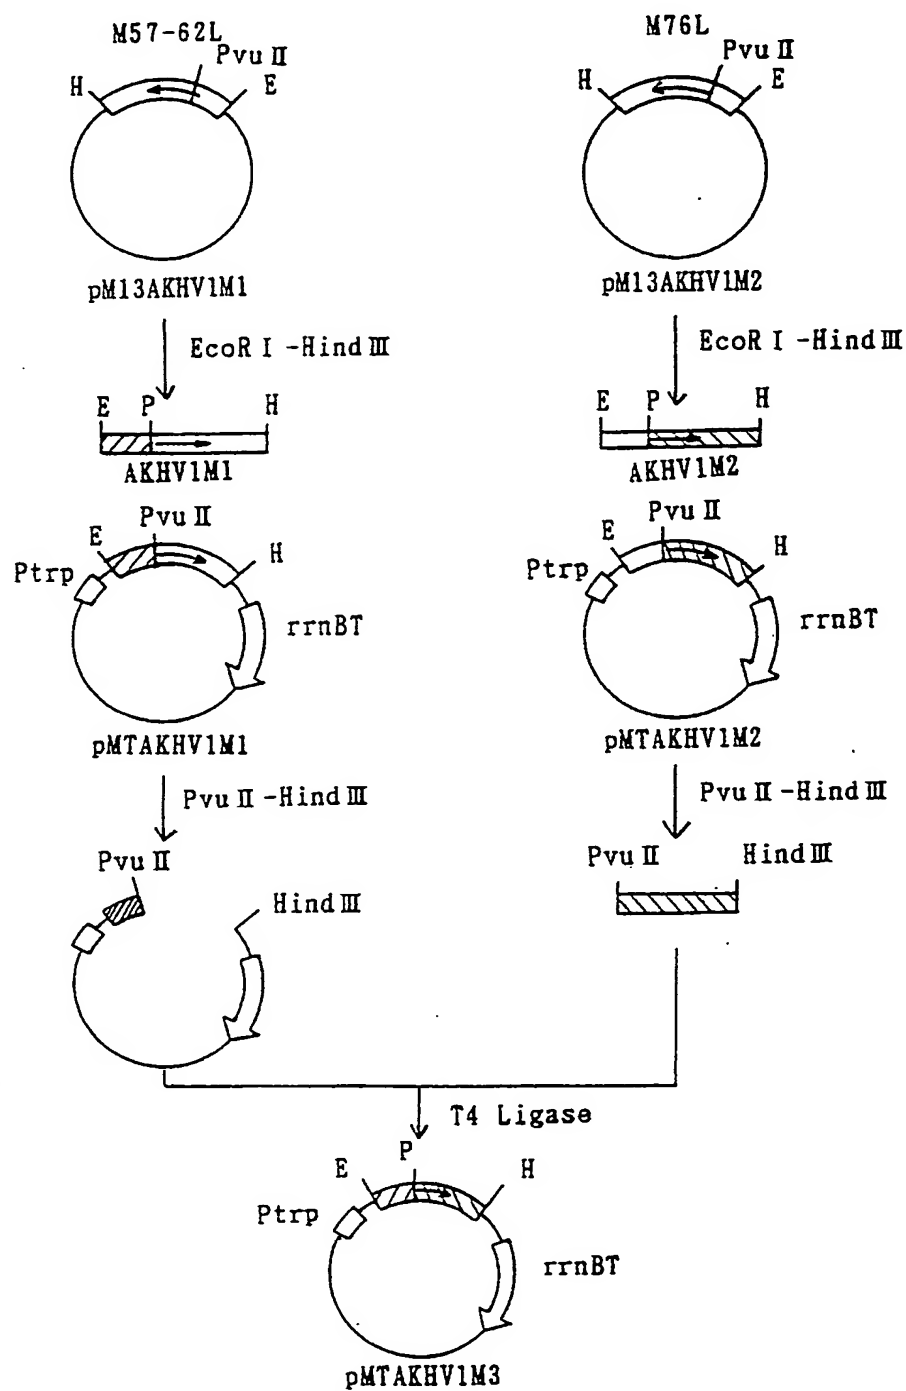 M57-62L
Pvu II
H
E
pM13AKHV1M1
EcoR I -Hind III
E
P
H
AKHV1M1
Pvu II
E
H
Ptrp
rrnBT
pMTAKHV1M1
Pvu II -Hind III
Pvu II
Hind III
M76L
Pvu II
H
E
pM13AKHV1M2
EcoR I -Hind III
E
P
H
AKHV1M2
Pvu II
E
H
Ptrp
rrnBT
pMTAKHV1M2
Pvu II -Hind III
Pvu II
Hind III
T4 Ligase
P
E
H
Ptrp
rrnBT
pMTAKHV1M3